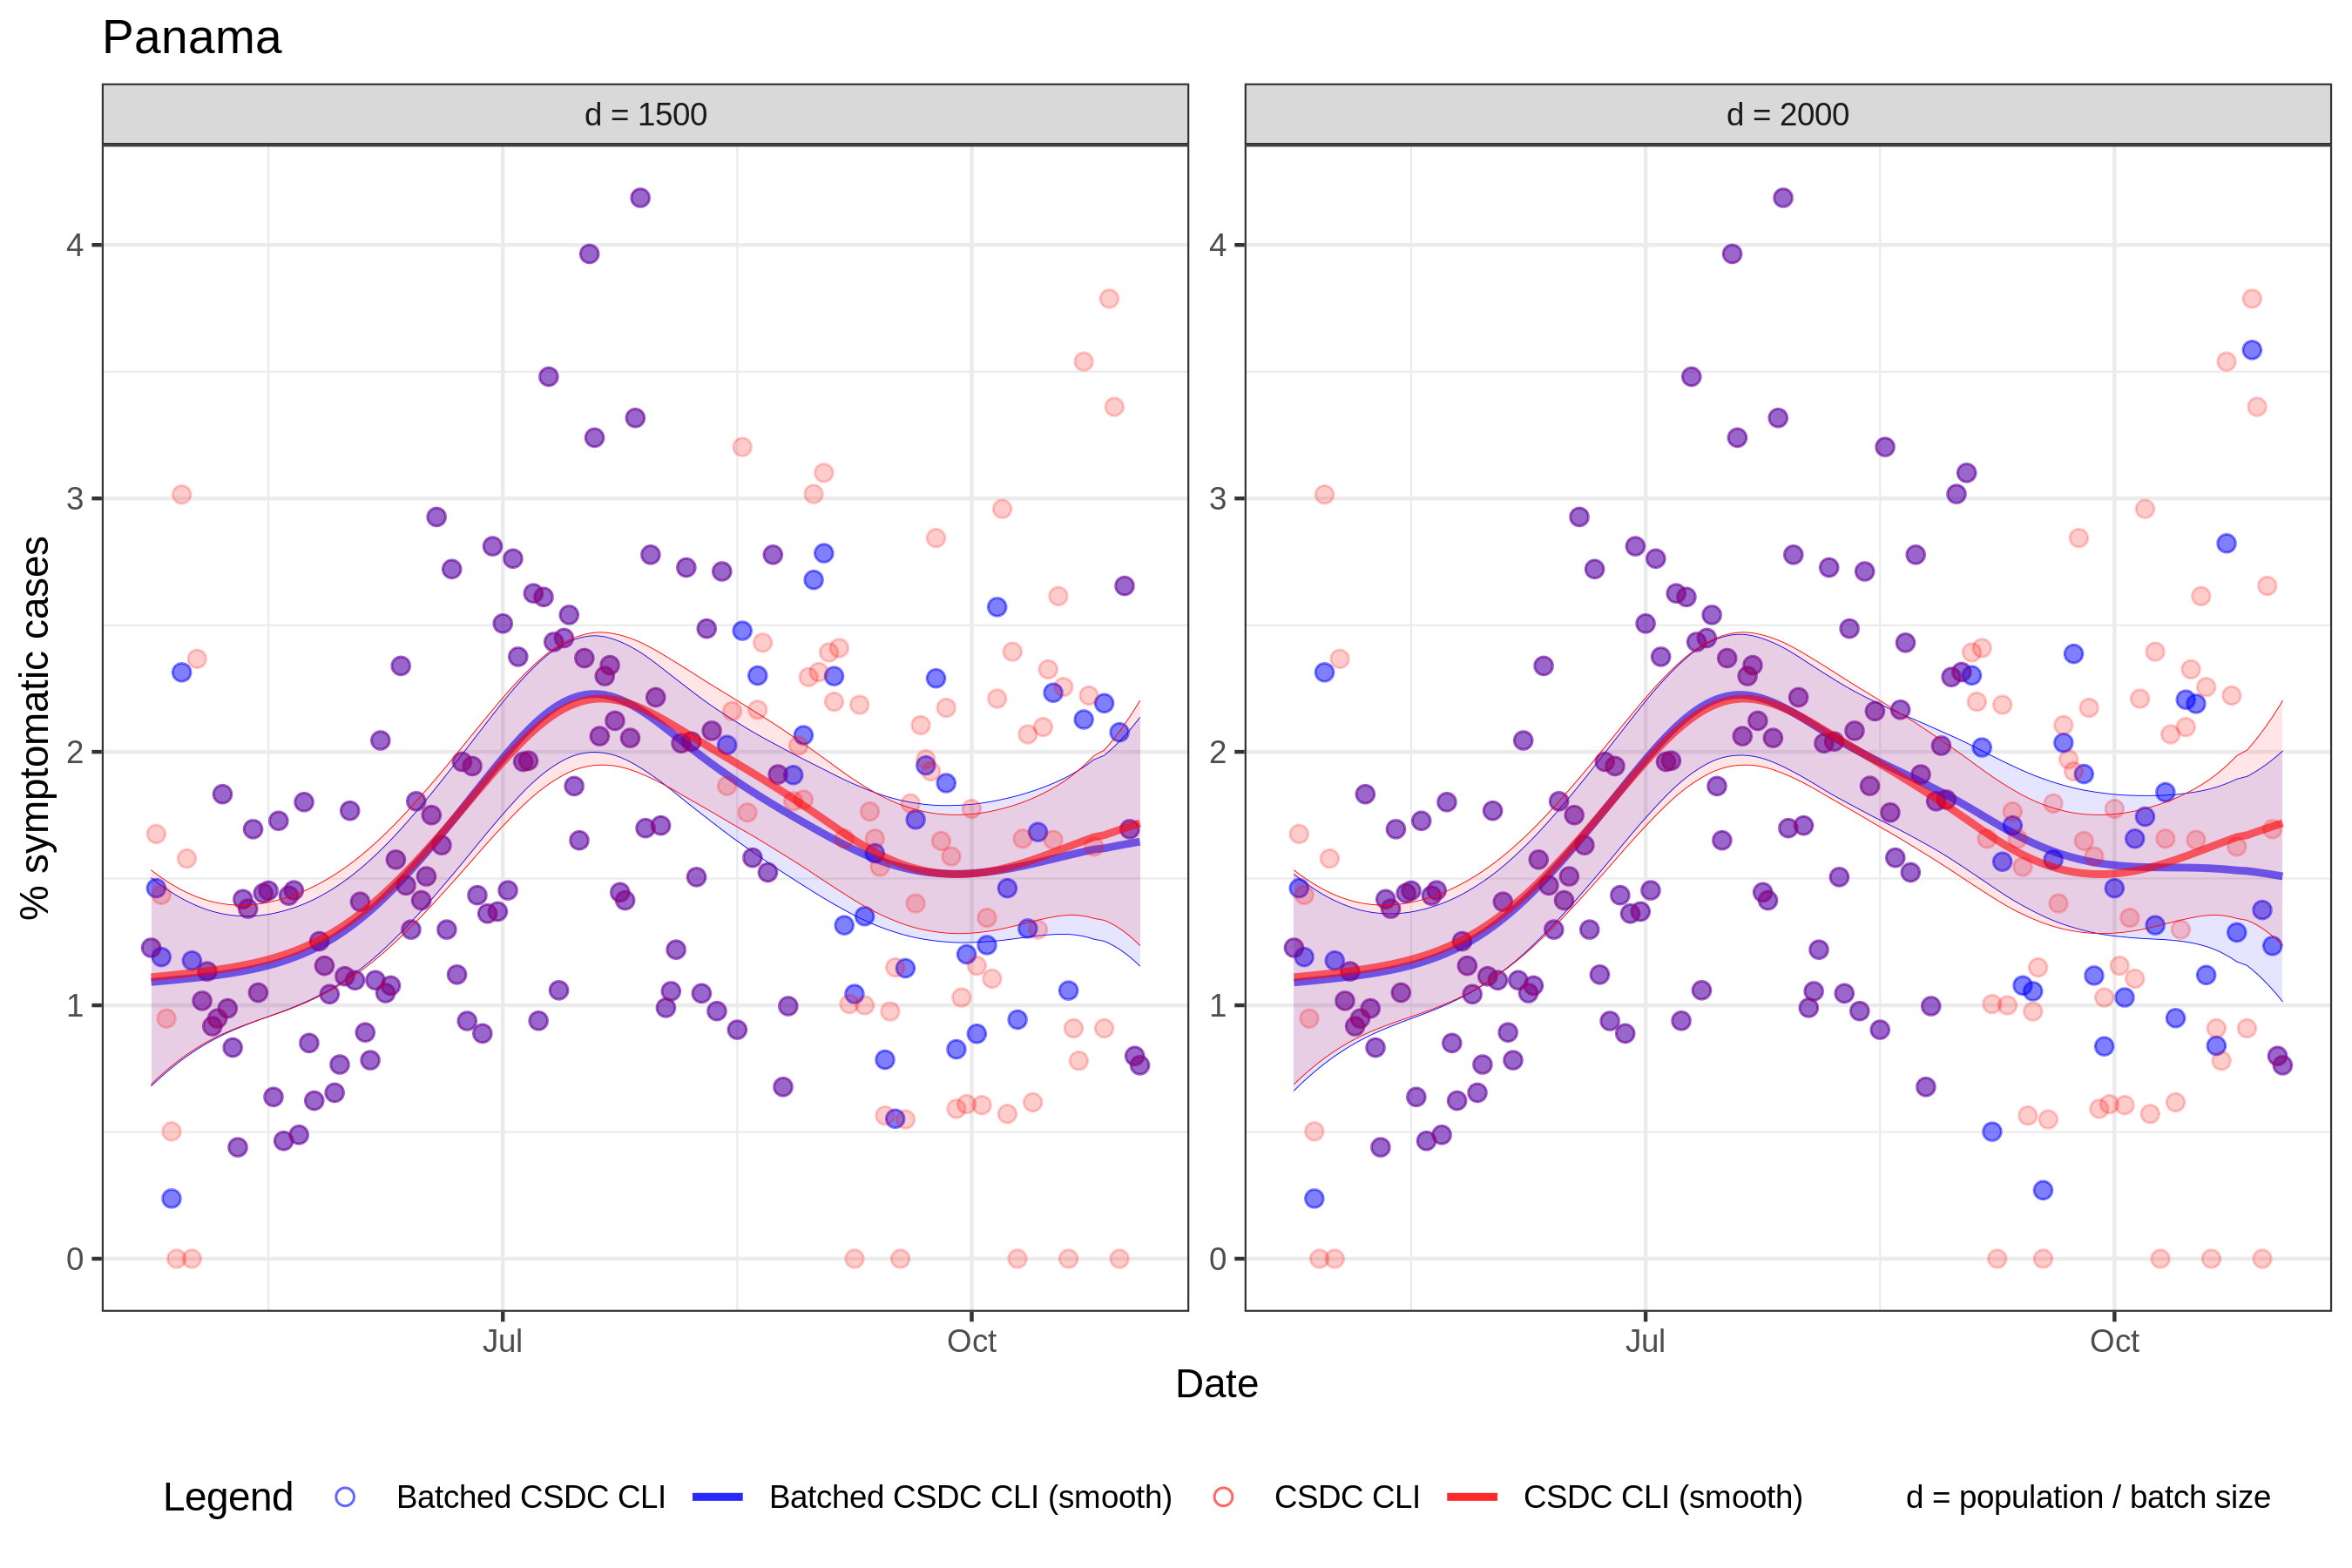 Panama
d = 1500
d = 2000
% symptomatic cases
4
3
2
1
0
4
3
2
1
0
Jul
Oct
Jul
Oct
Date
Legend
Batched CSDC CLI
Batched CSDC CLI (smooth)
CSDC CLI
CSDC CLI (smooth)
d = population / batch size